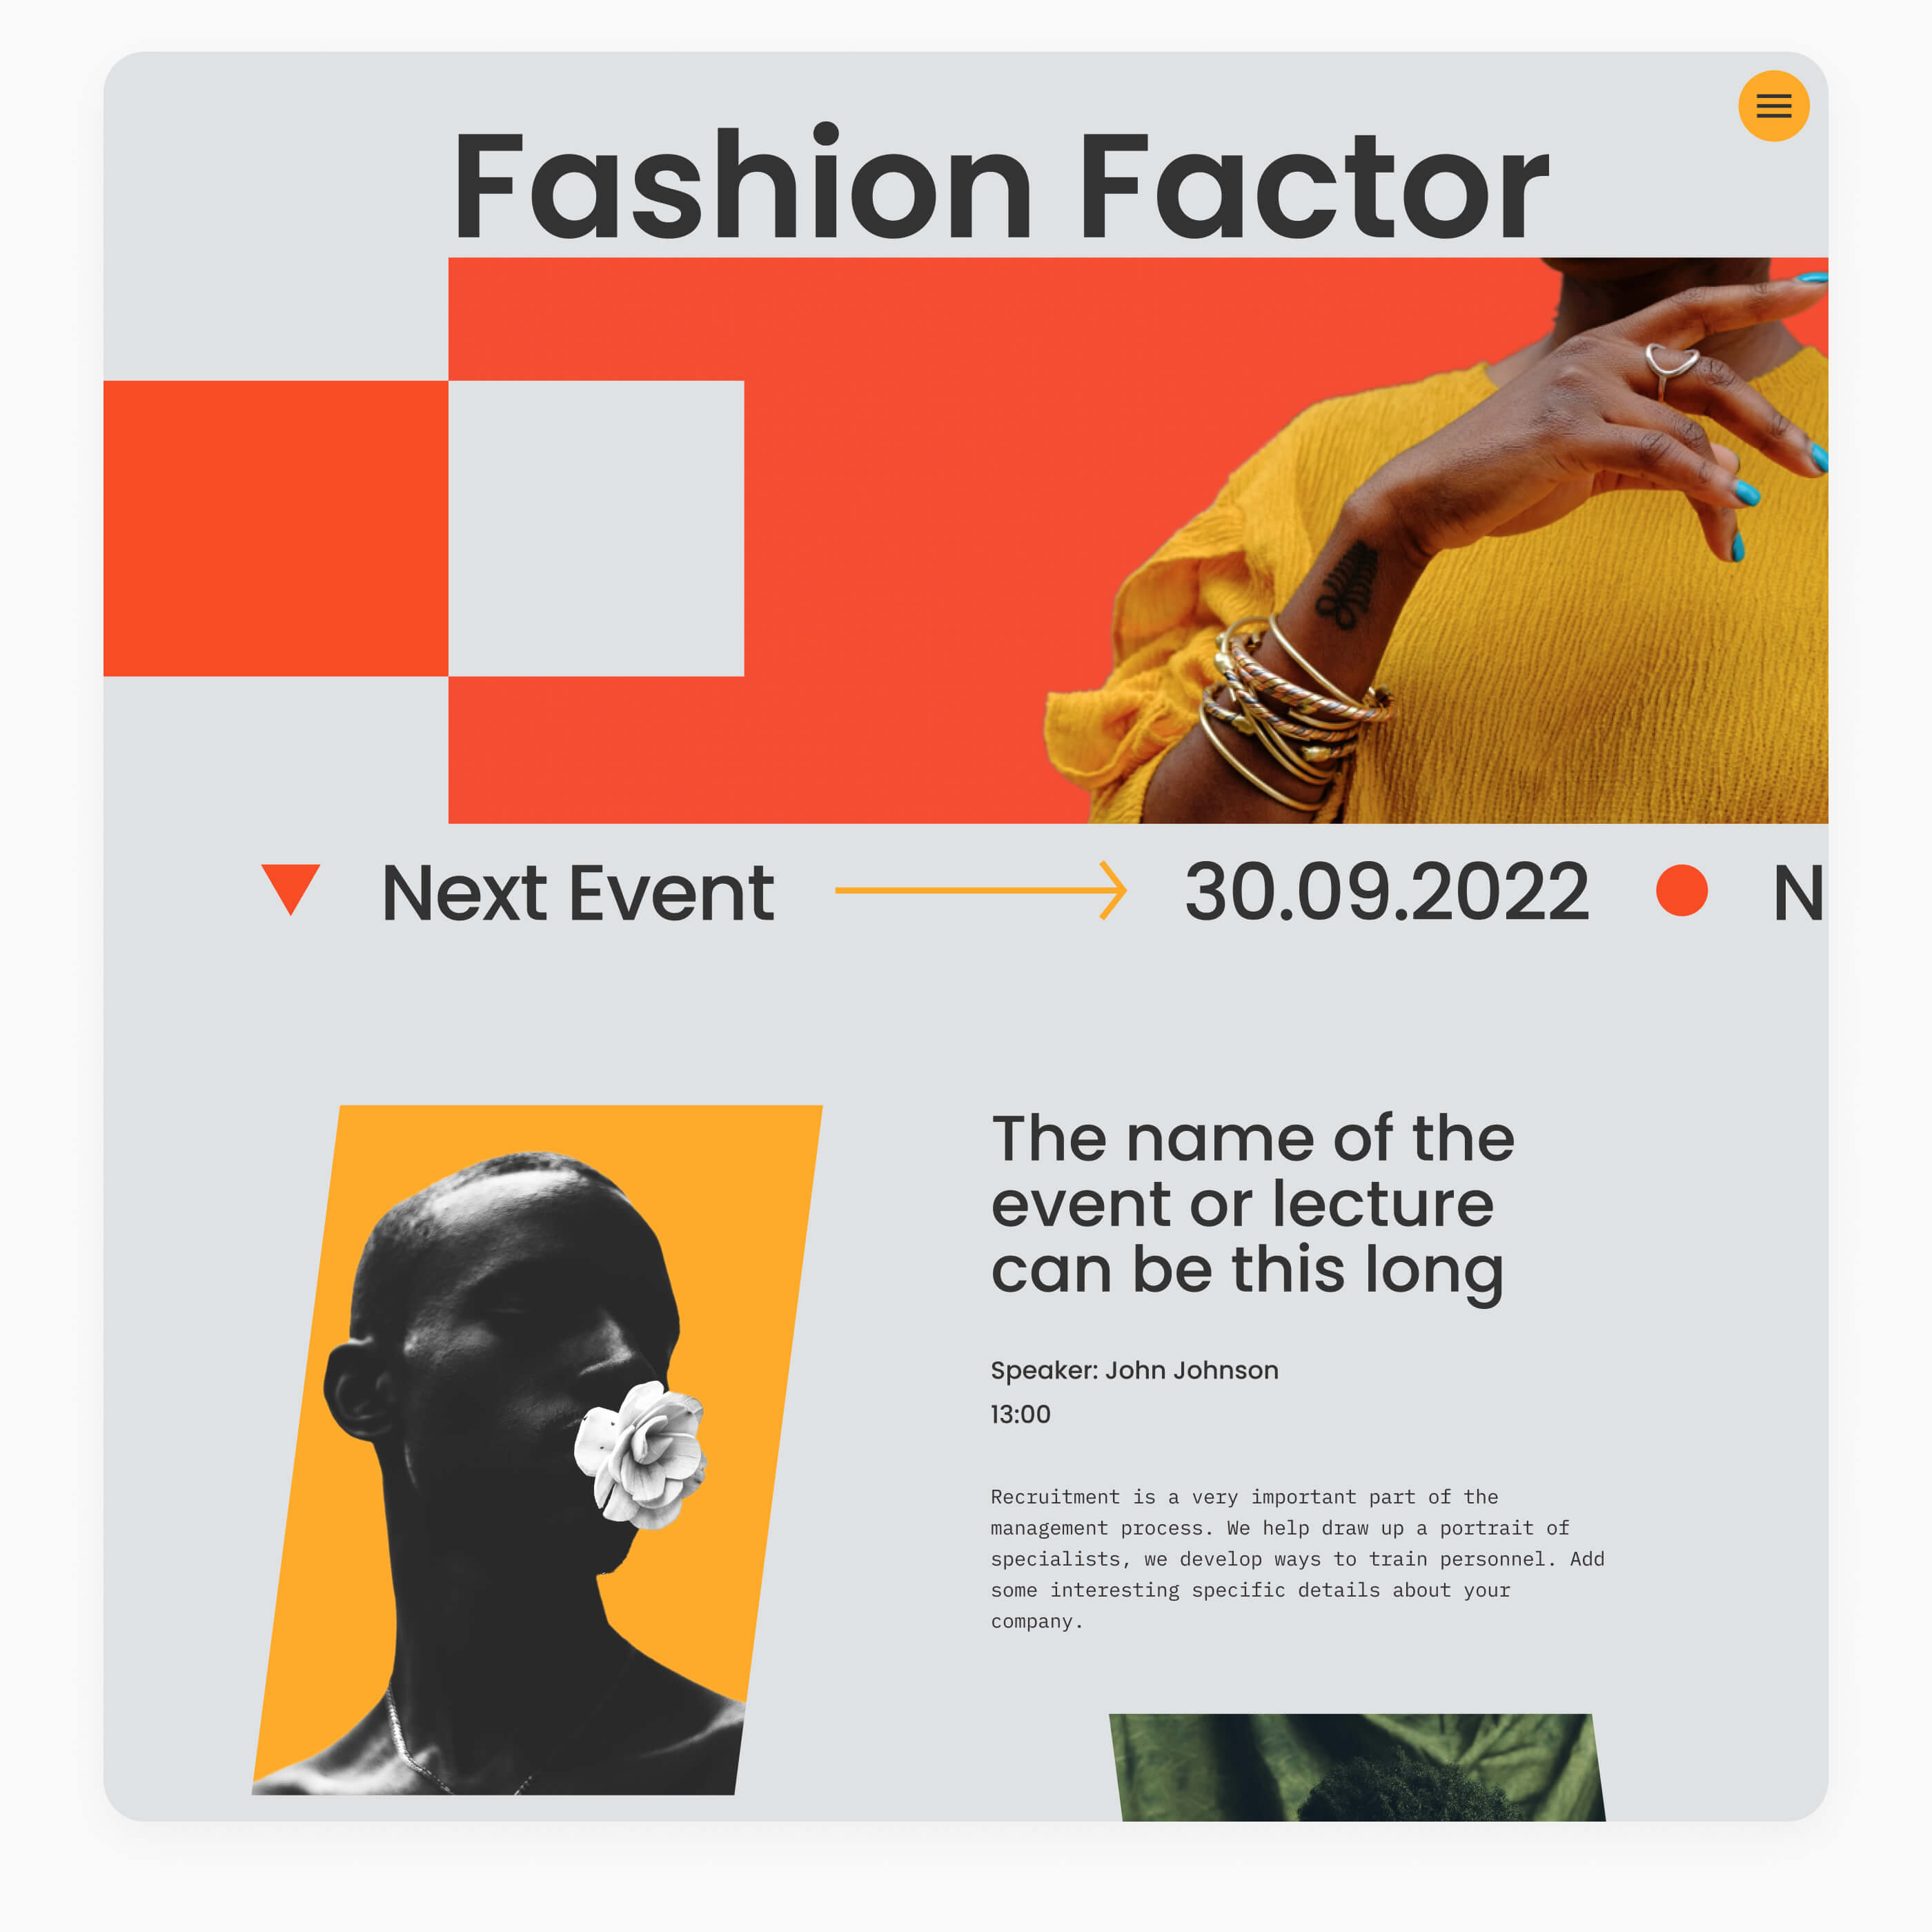 Fashion Factor
Next Event 30.09.2022 N
The name of the
event or lecture
can be this long
Speaker: John Johnson
13:00
Recruitment is a very important part of the
management process. We help draw up a portrait of
specialists, we develop ways to train personnel. Add
some interesting specific details about your
company.